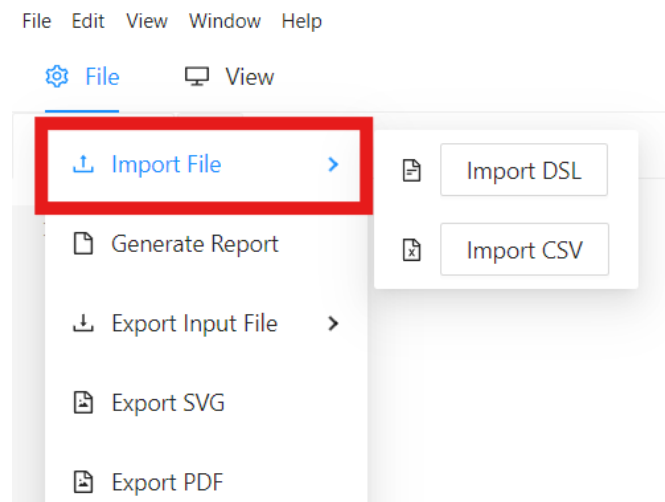 File Edit View Window Help
File View
Import File
Import DSL
Generate Report
Import CSV
Export Input File
Export SVG
Export PDF